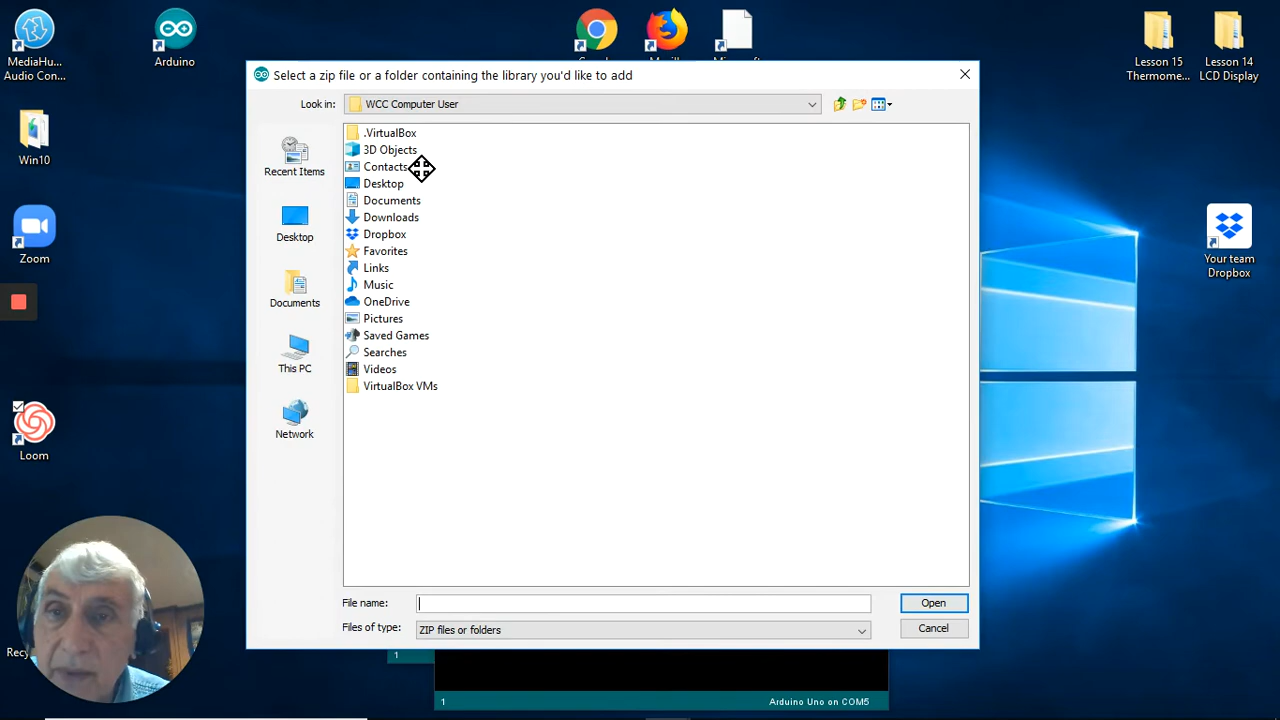 MediaHu...
Audio Con...
Arduino
Lesson 15
Thermome...
Lesson 14
LCD Display
Select a zip file or a folder containing the library you'd like to add
Look in:
WCC Computer User
Recent Items
Desktop
Documents
This PC
Network
.VirtualBox
3D Objects
Contacts
Desktop
Documents
Downloads
Dropbox
Favorites
Links
Music
OneDrive
Pictures
Saved Games
Searches
Videos
VirtualBox VMs
File name:
Open
Files of type:
ZIP files or folders
Cancel
Win10
Zoom
Loom
Your team
Dropbox
Recy
1
1
Arduino Uno on COM5